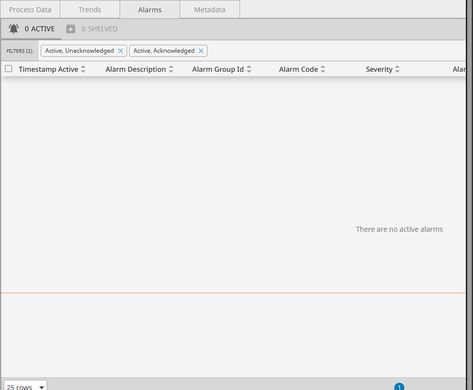 Process Data Trends Alarms Metadata
0 ACTIVE 0 SHELVED
FILTERS (2): Active, Unacknowledged Active, Acknowledged
Timestamp Active Alarm Description Alarm Group Id Alarm Code Severity Alar
There are no active alarms
25 rows 1